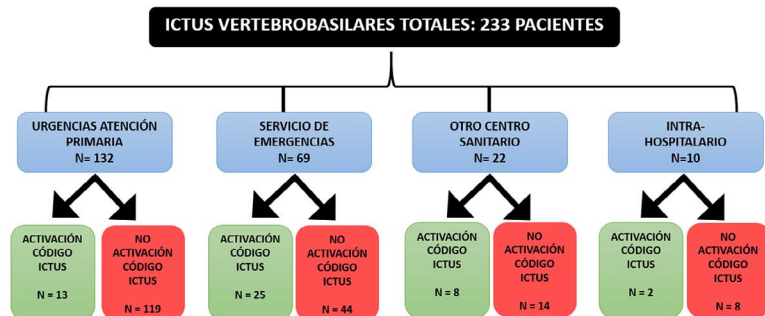 ICTUS VERTEBROBASILARES TOTALES: 233 PACIENTES
URGENCIAS ATENCIÓN
PRIMARIA
N= 132
SERVICIO DE
EMERGENCIAS
N= 69
OTRO CENTRO
SANITARIO
N= 22
INTRA-
HOSPITALARIO
N=10
ACTIVACIÓN
CÓDIGO
ICTUS
N = 13
NO
ACTIVACIÓN
CÓDIGO
ICTUS
N = 119
ACTIVACIÓN
CÓDIGO
ICTUS
N = 25
NO
ACTIVACIÓN
CÓDIGO
ICTUS
N = 44
ACTIVACIÓN
CÓDIGO
ICTUS
N = 8
NO
ACTIVACIÓN
CÓDIGO
ICTUS
N = 14
ACTIVACIÓN
CÓDIGO
ICTUS
N = 2
NO
ACTIVACIÓN
CÓDIGO
ICTUS
N = 8